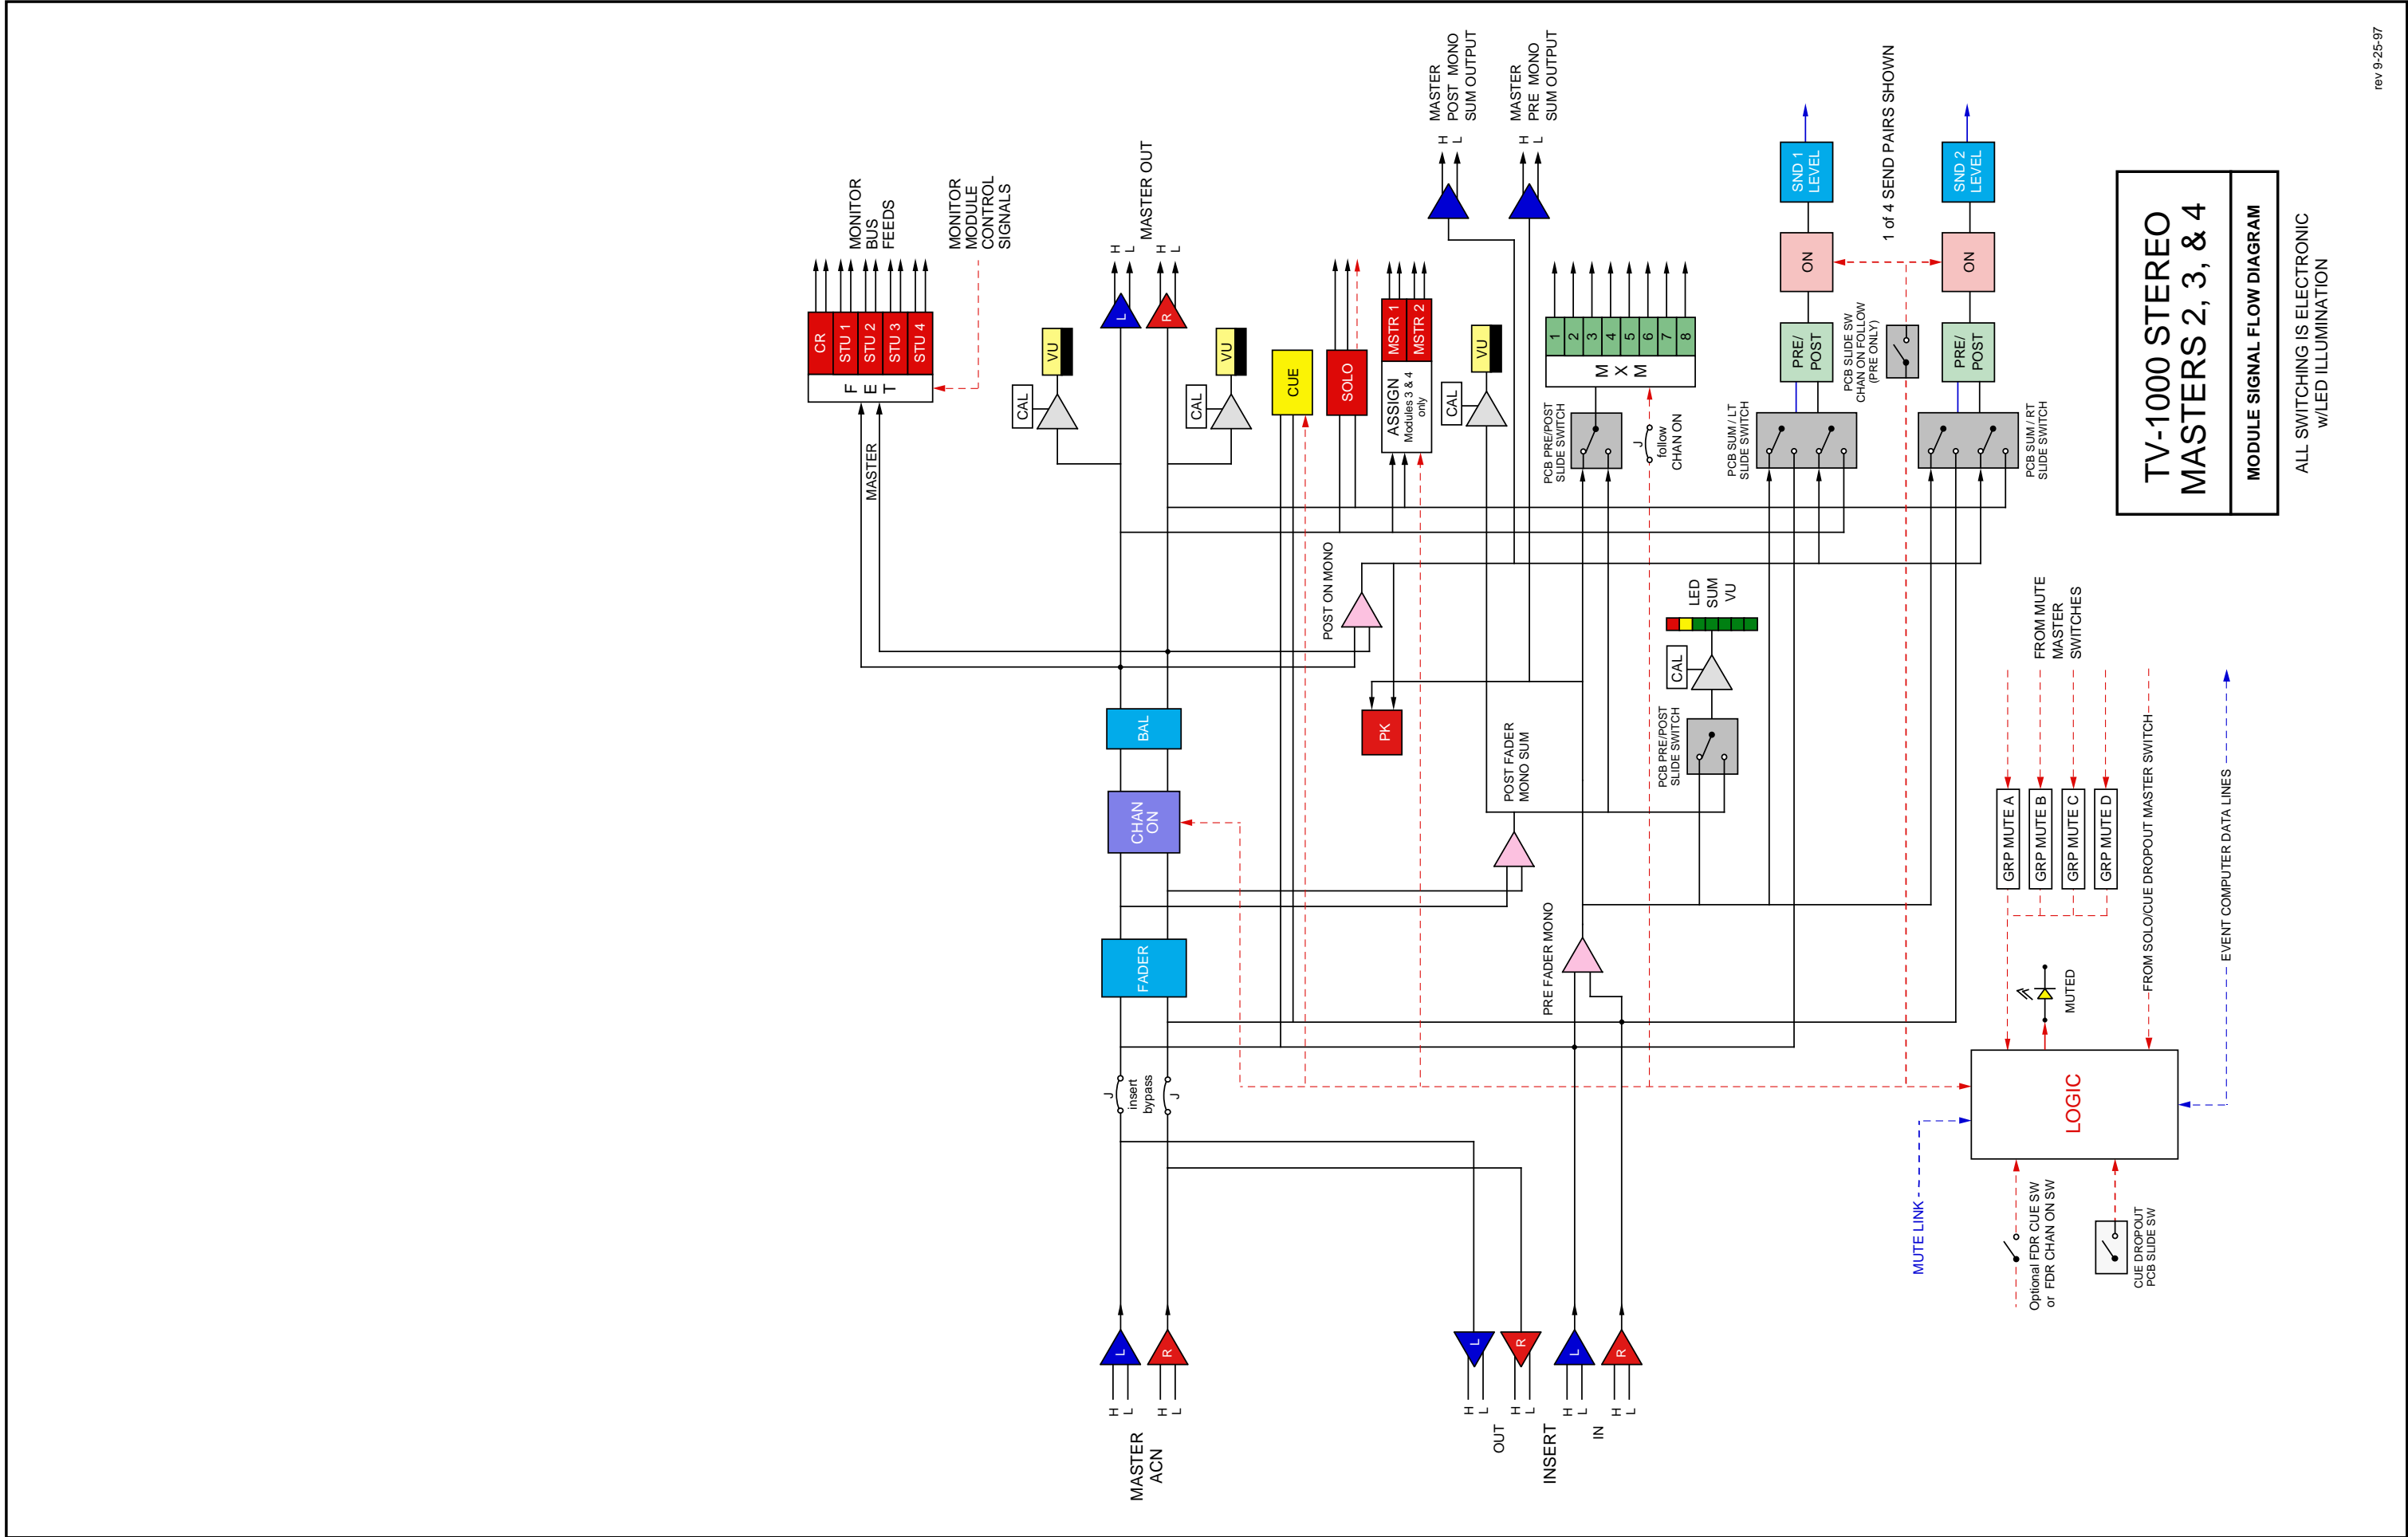 MONITOR
BUS
FEEDS
CR
STU 1
STU 2
STU 3
STU 4
F E T
MONITOR
MODULE
CONTROL
SIGNALS
MASTER
CAL
VU
CAL
VU
L
R
H
L
H
L
MASTER OUT
CUE
SOLO
MSTR 1
MSTR 2
ASSIGN
Modules 3 & 4
only
CAL
VU
MASTER
POST MONO
SUM OUTPUT
H
L
MASTER
PRE MONO
SUM OUTPUT
H
L
1
2
3
4
5
6
7
8
M X M
PCB PRE/POST
SLIDE SWITCH
J
follow
CHAN ON
SND 1
LEVEL
ON
PRE/
POST
PCB SUM / LT
SLIDE SWITCH
1 of 4 SEND PAIRS SHOWN
PCB SLIDE SW
CHAN ON FOLLOW
(PRE ONLY)
SND 2
LEVEL
ON
PRE/
POST
PCB SUM / RT
SLIDE SWITCH
POST ON MONO
PK
BAL
CHAN
ON
FADER
POST FADER
MONO SUM
PRE FADER MONO
LED
SUM
VU
CAL
PCB PRE/POST
SLIDE SWITCH
J
insert
bypass
J
FROM MUTE
MASTER
SWITCHES
GRP MUTE A
GRP MUTE B
GRP MUTE C
GRP MUTE D
MUTED
FROM SOLO/CUE DROPOUT MASTER SWITCH
EVENT COMPUTER DATA LINES
LOGIC
MUTE LINK
Optional FDR CUE SW
or FDR CHAN ON SW
CUE DROPOUT
PCB SLIDE SW
L
R
H
L
H
L
MASTER
ACN
L
R
H
L
H
L
OUT
INSERT
L
R
H
L
H
L
IN
TV-1000 STEREO
MASTERS 2, 3, & 4
MODULE SIGNAL FLOW DIAGRAM
ALL SWITCHING IS ELECTRONIC
w/LED ILLUMINATION
rev 9-25-97